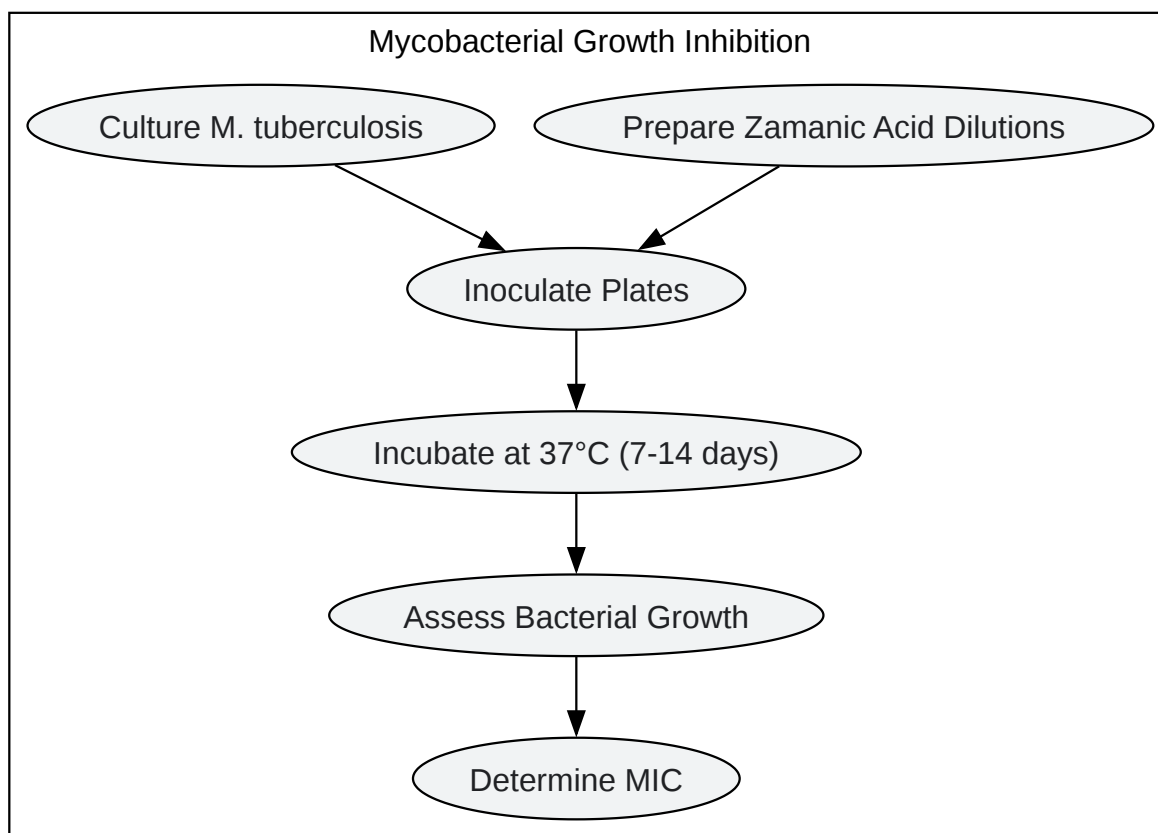 Mycobacterial Growth Inhibition
Culture M. tuberculosis
Prepare Zamanic Acid Dilutions
Inoculate Plates
Incubate at 37°C (7-14 days)
Assess Bacterial Growth
Determine MIC